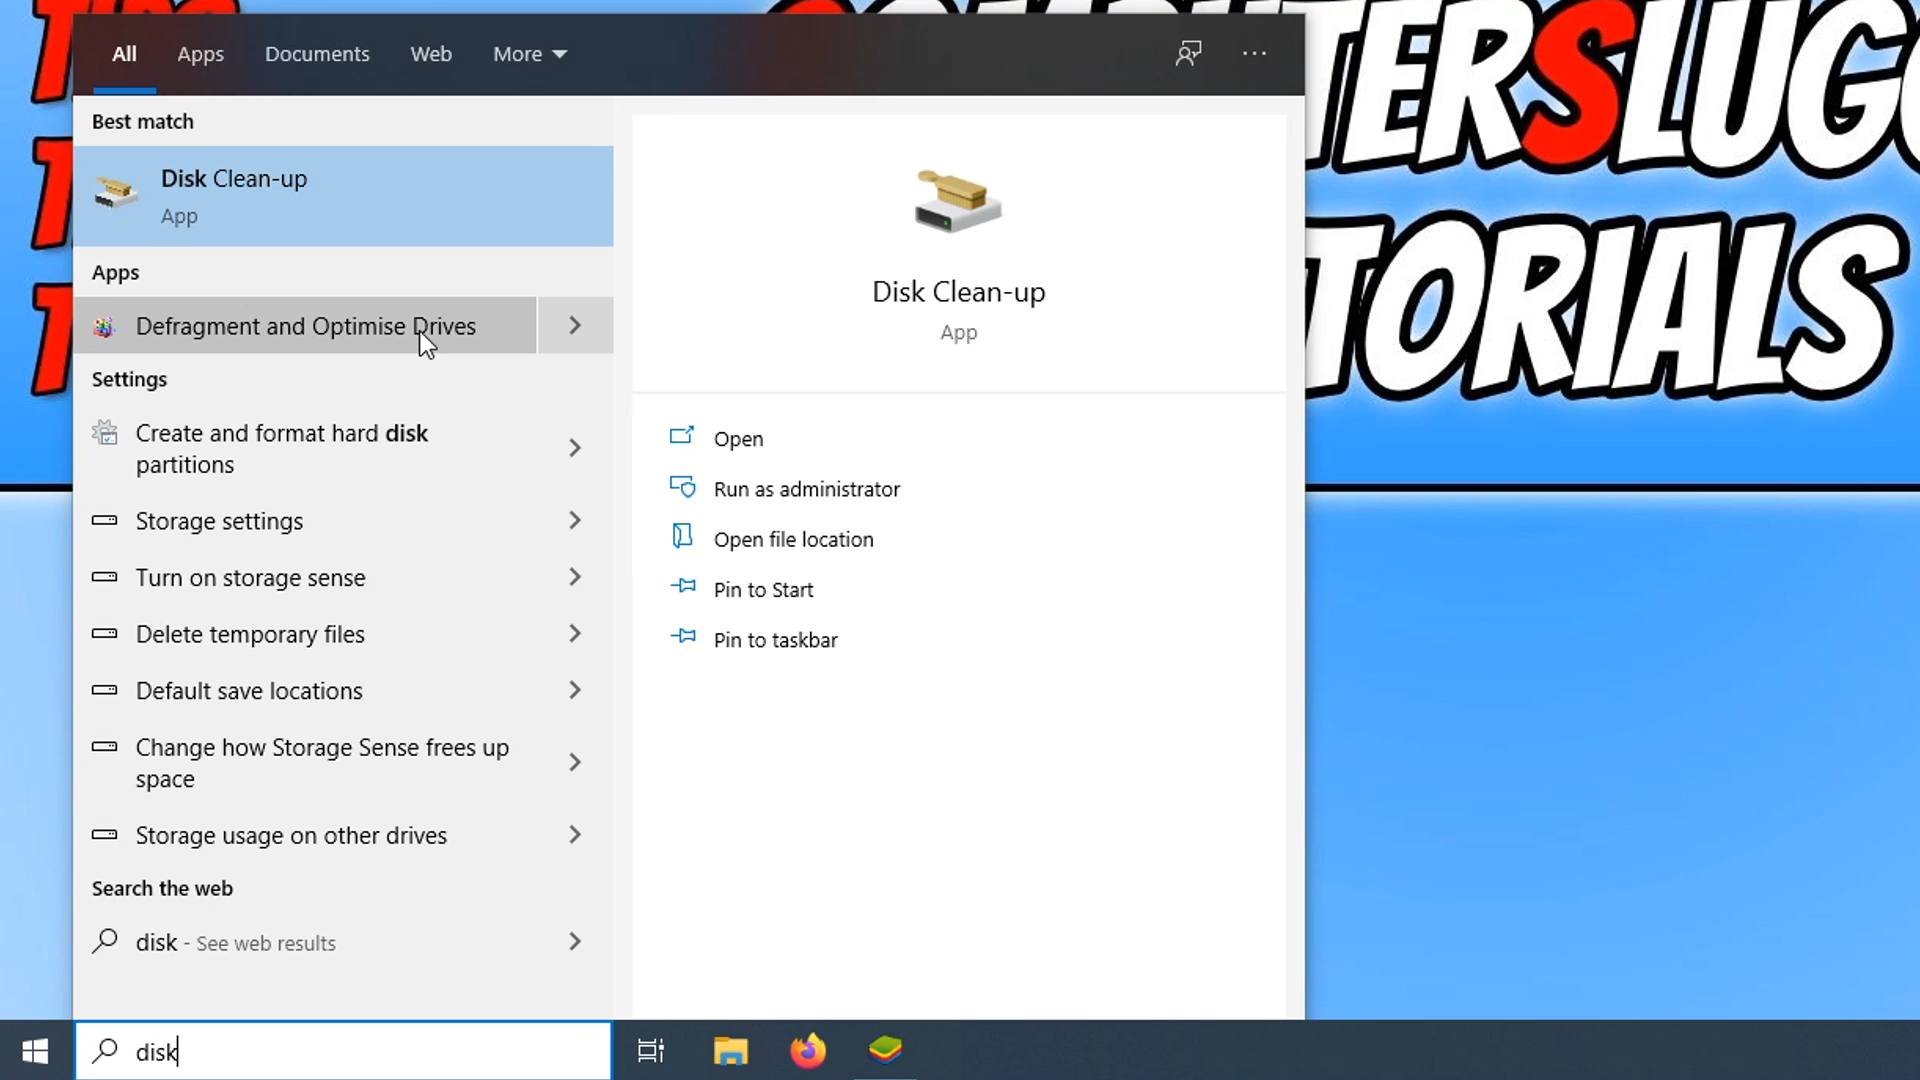 All Apps Documents Web More
Best match
Disk Clean-up
App
Apps
Defragment and Optimise Drives
Settings
Create and format hard disk
partitions
Storage settings
Turn on storage sense
Delete temporary files
Default save locations
Change how Storage Sense frees up
space
Storage usage on other drives
Search the web
disk - See web results
Disk Clean-up
App
Open
Run as administrator
Open file location
Pin to Start
Pin to taskbar
TERSLUGG
TORIALS
disk